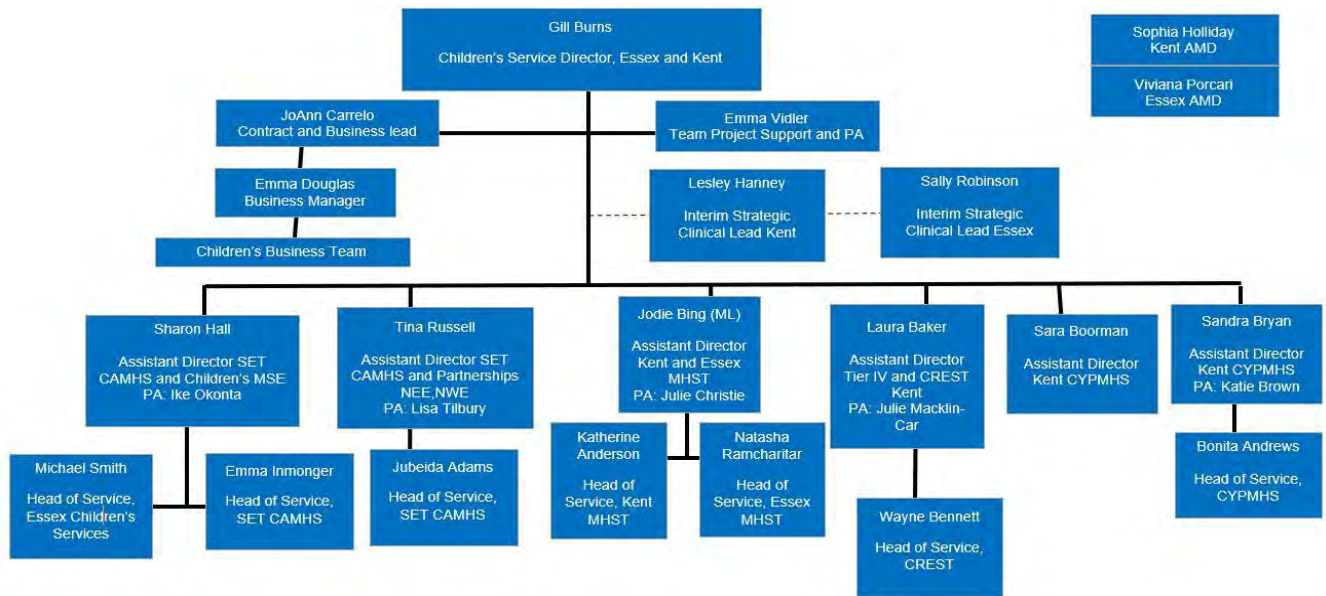 Gill Burns
Children's Service Director, Essex and Kent
Sophia Holliday
Kent AMD
Viviana Porcari
Essex AMD
JoAnn Carrelo
Contract and Business lead
Emma Vidler
Team Project Support and PA
Emma Douglas
Business Manager
Children's Business Team
Lesley Hanney
Interim Strategic
Clinical Lead Kent
Sally Robinson
Interim Strategic
Clinical Lead Essex
Sharon Hall
Assistant Director SET
CAMHS and Children's MSE
PA: Ike Okonta
Tina Russell
Assistant Director SET
CAMHS and Partnerships
NEE,NWE
PA: Lisa Tilbury
Jodie Bing (ML)
Assistant Director
Kent and Essex
MHST
PA: Julie Christie
Laura Baker
Assistant Director
Tier IV and CREST
Kent
PA: Julie Macklin-
Car
Sara Boorman
Assistant Director
Kent CYPMHS
Sandra Bryan
Assistant Director
Kent CYPMHS
PA: Katie Brown
Michael Smith
Head of Service,
Essex Children's
Services
Emma Inmonger
Head of Service,
SET CAMHS
Jubeida Adams
Head of Service,
SET CAMHS
Katherine
Anderson
Head of
Service, Kent
MHST
Natasha
Ramcharitar
Head of
Service, Essex
MHST
Wayne Bennett
Head of Service,
CREST
Bonita Andrews
Head of Service,
CYPMHS